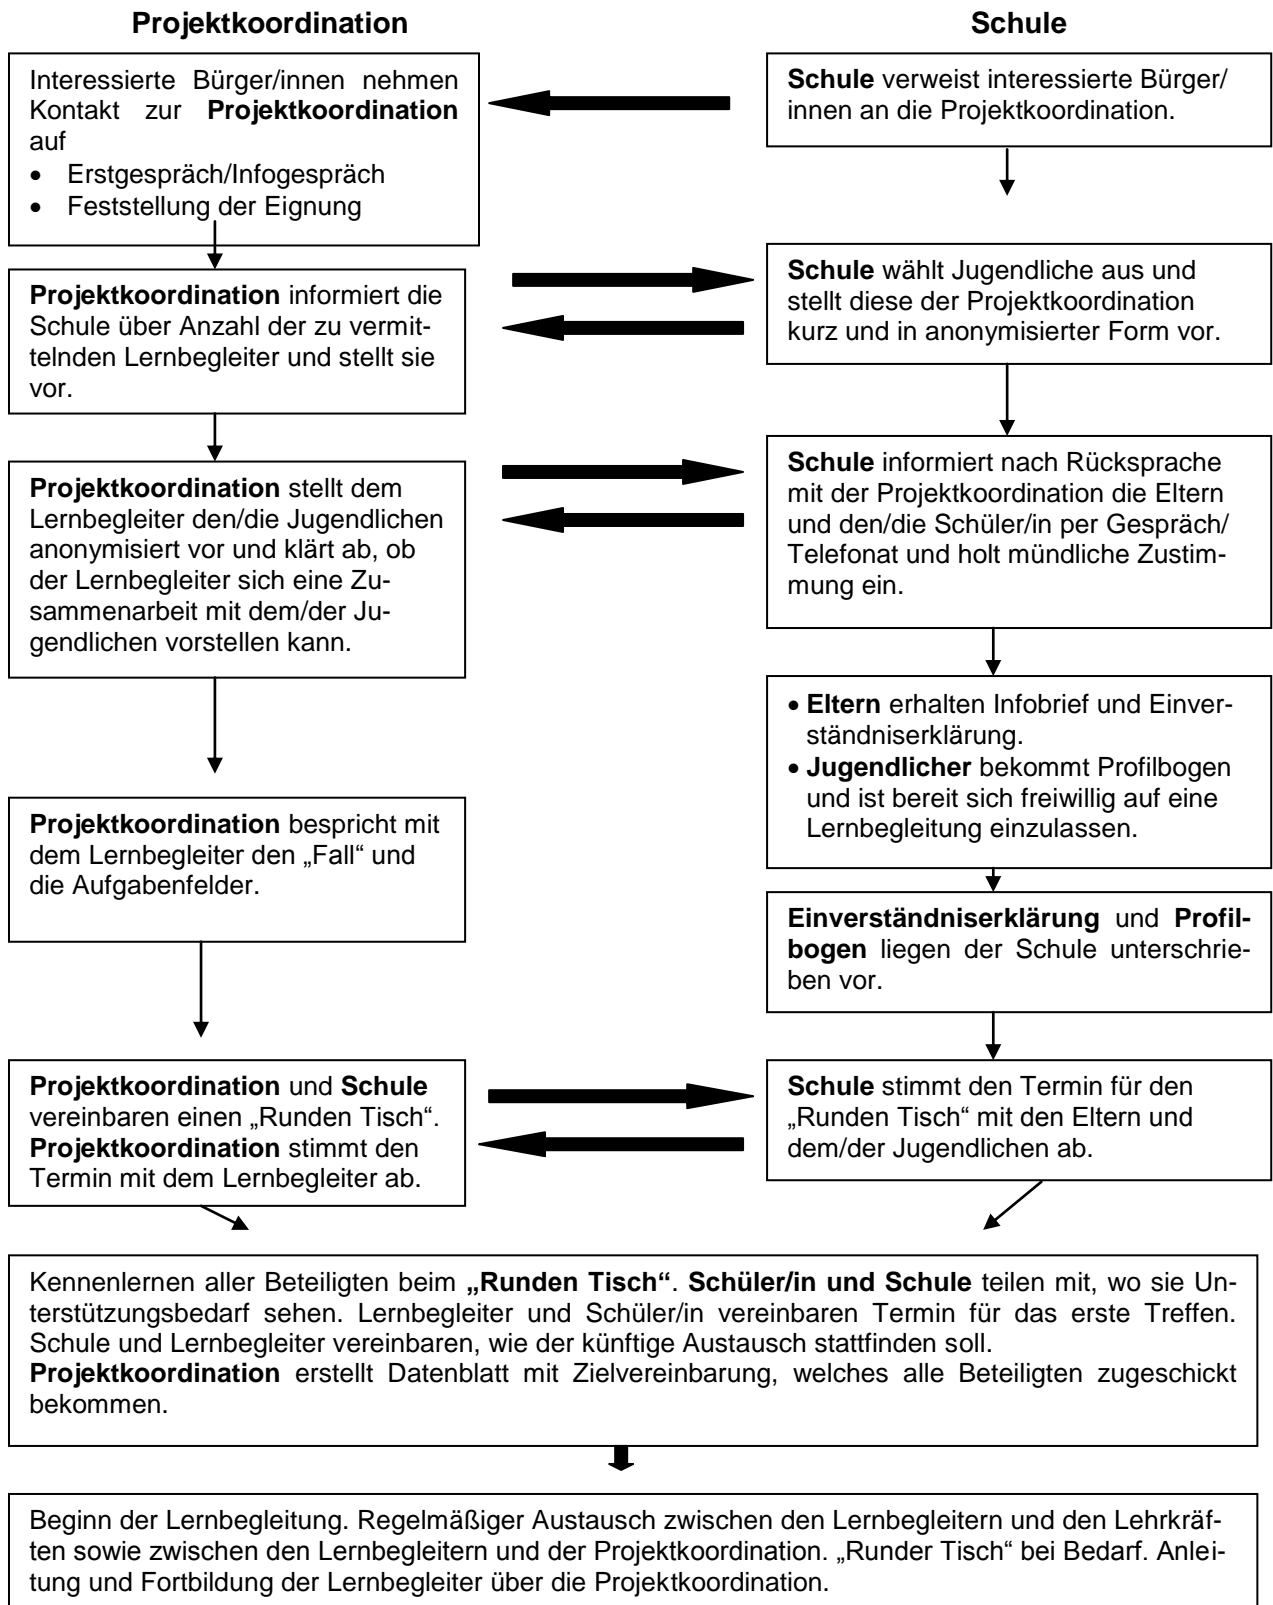 Projektkoordination
Schule
Interessierte Bürger/innen nehmen
Kontakt zur Projektkoordination
auf
• Erstgespräch/Infogespräch
• Feststellung der Eignung
Schule verweist interessierte Bürger/
innen an die Projektkoordination.
Projektkoordination informiert die
Schule über Anzahl der zu vermit-
telnden Lernbegleiter und stellt sie
vor.
Schule wählt Jugendliche aus und
stellt diese der Projektkoordination
kurz und in anonymisierter Form vor.
Projektkoordination stellt dem
Lernbegleiter den/die Jugendlichen
anonymisiert vor und klärt ab, ob
der Lernbegleiter sich eine Zu-
sammenarbeit mit dem/der Ju-
gendlichen vorstellen kann.
Schule informiert nach Rücksprache
mit der Projektkoordination die Eltern
und den/die Schüler/in per Gespräch/
Telefonat und holt mündliche Zustim-
mung ein.
• Eltern erhalten Infobrief und Einver-
ständniserklärung.
• Jugendlicher bekommt Profilbogen
und ist bereit sich freiwillig auf eine
Lernbegleitung einzulassen.
Projektkoordination bespricht mit
dem Lernbegleiter den „Fall“ und
die Aufgabenfelder.
Einverständniserklärung und Profil-
bogen liegen der Schule unterschrie-
ben vor.
Projektkoordination und Schule
vereinbaren einen „Runden Tisch“.
Projektkoordination stimmt den
Termin mit dem Lernbegleiter ab.
Schule stimmt den Termin für den
„Runden Tisch“ mit den Eltern und
dem/der Jugendlichen ab.
Kennenlernen aller Beteiligten beim „Runden Tisch“. Schüler/in und Schule teilen mit, wo sie Un-
terstützungsbedarf sehen. Lernbegleiter und Schüler/in vereinbaren Termin für das erste Treffen.
Schule und Lernbegleiter vereinbaren, wie der künftige Austausch stattfinden soll.
Projektkoordination erstellt Datenblatt mit Zielvereinbarung, welches alle Beteiligten zugeschickt
bekommen.
Beginn der Lernbegleitung. Regelmäßiger Austausch zwischen den Lernbegleitern und den Lehrkräf-
ten sowie zwischen den Lernbegleitern und der Projektkoordination. „Runder Tisch“ bei Bedarf. Anlei-
tung und Fortbildung der Lernbegleiter über die Projektkoordination.